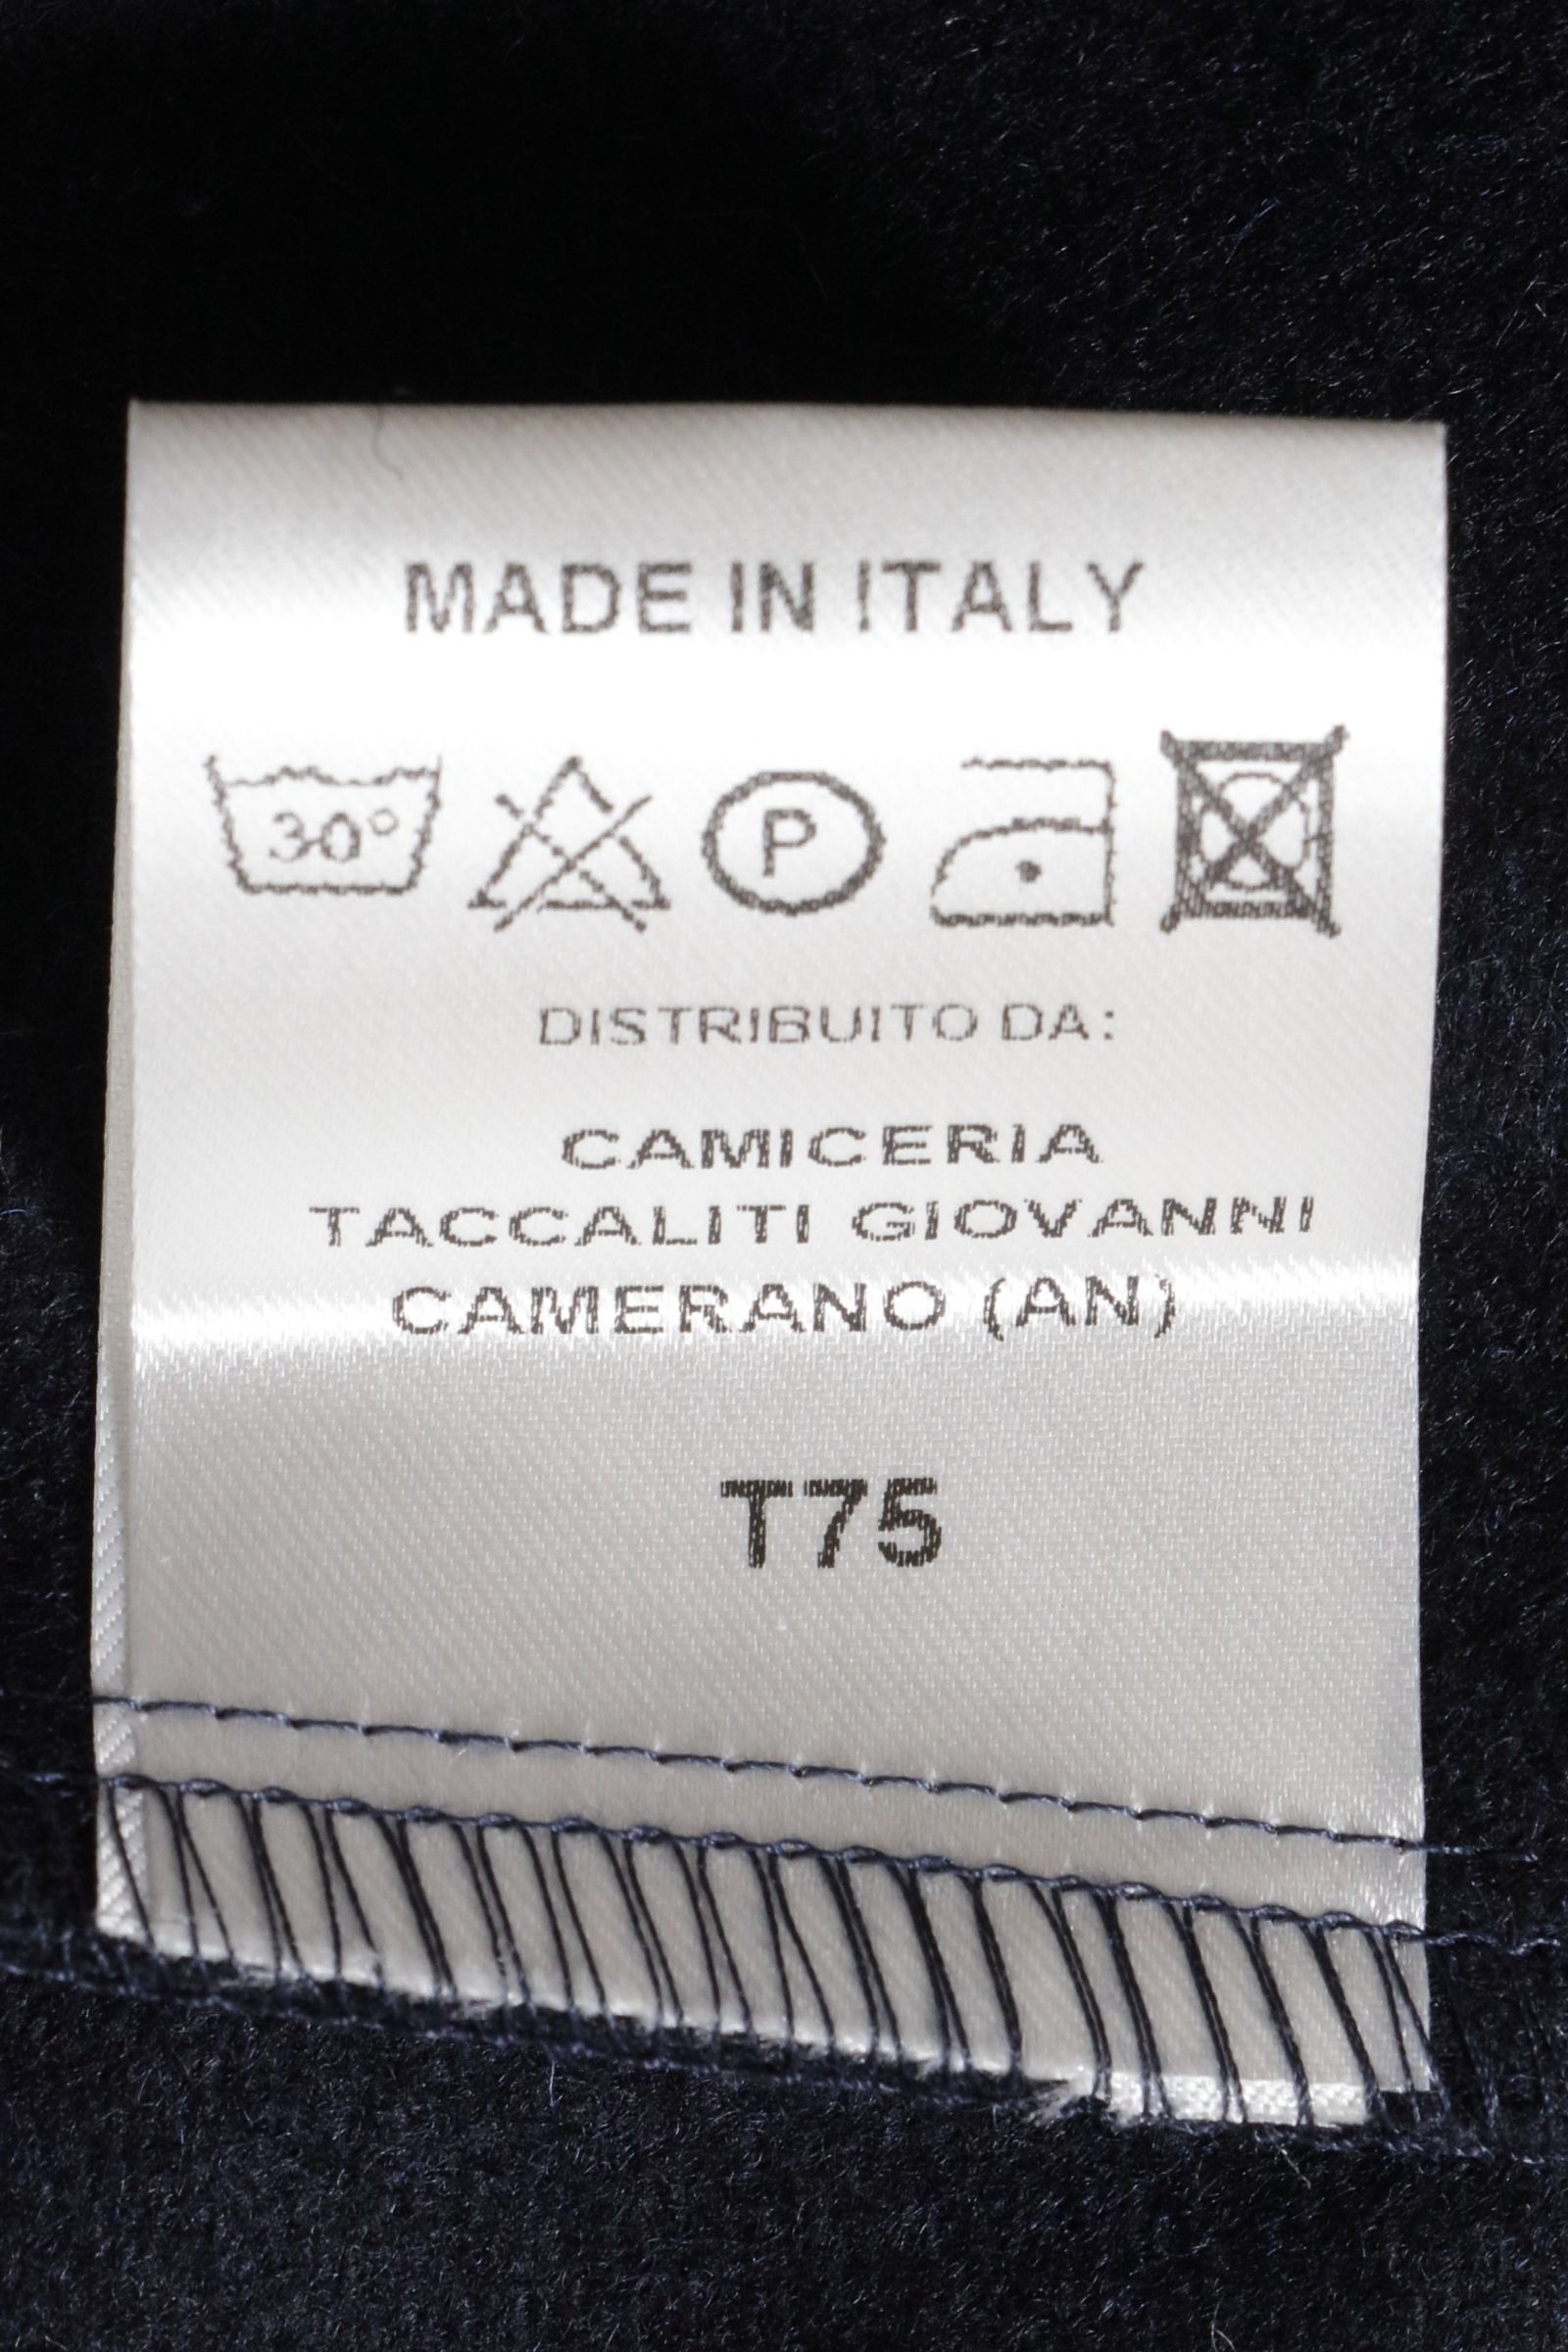 MADE IN ITALY
30° P
DISTRIBUITO DA:
CAMICERIA
TACCALITI GIOVANNI
CAMERANO (AN)
T75